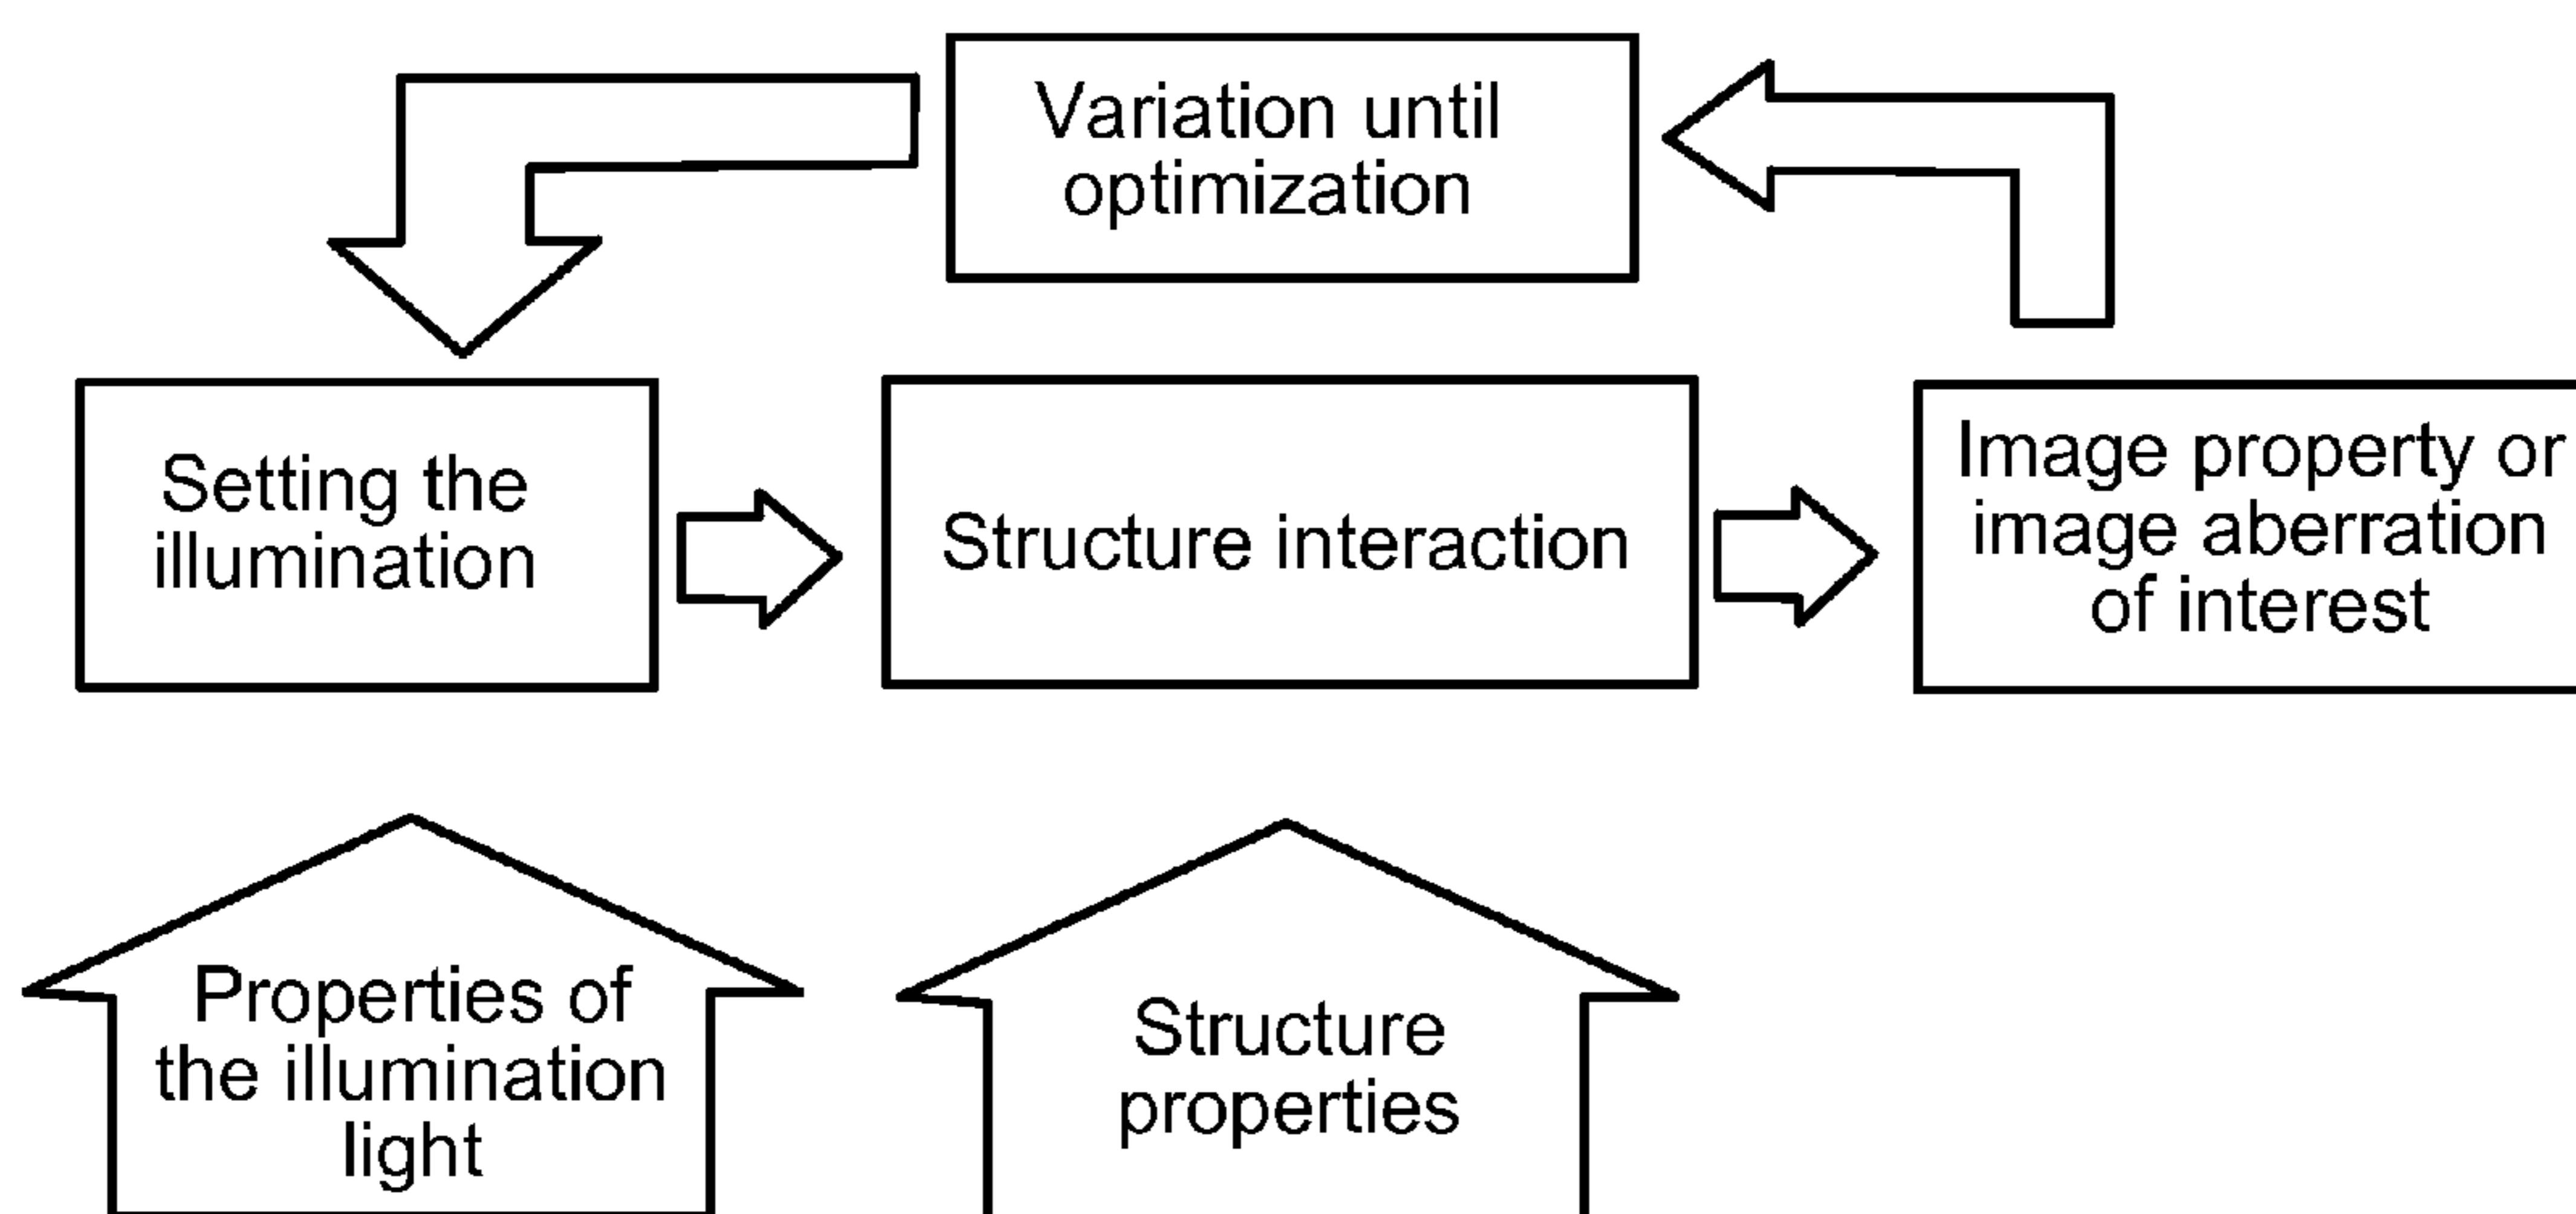 Variation until
optimization
Setting the
illumination
Structure interaction
Image property or
image aberration
of interest
Properties of
the illumination
light
Structure
properties